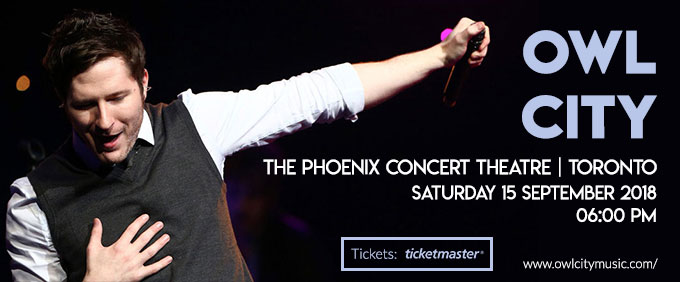 OWL
CITY
THE PHOENIX CONCERT THEATRE | TORONTO
SATURDAY 15 SEPTEMBER 2018
06:00 PM
Tickets: ticketmaster®
www.owlcitymusic.com/